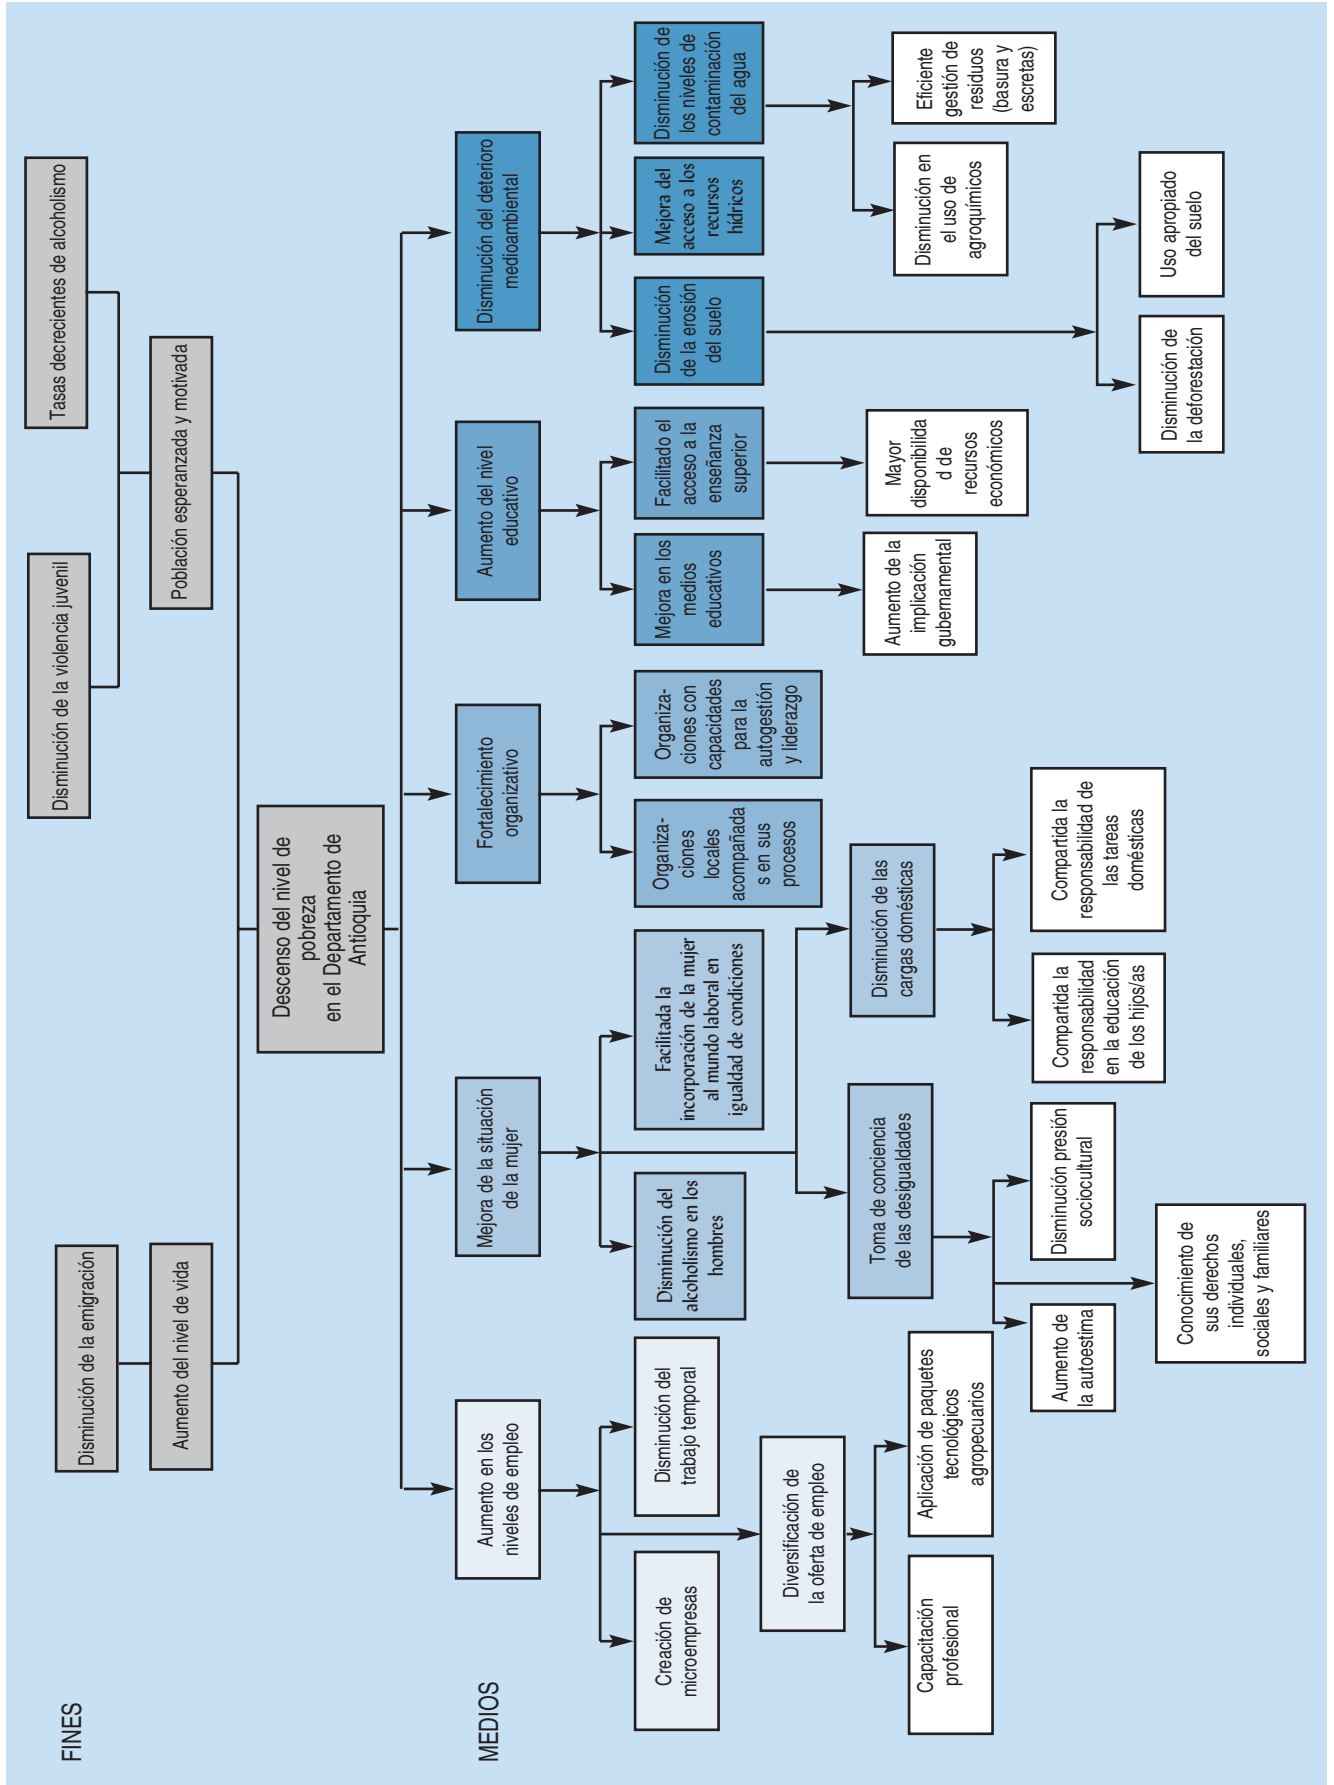 FINES
Disminución de la emigración
Aumento del nivel de vida
Disminución de la violencia juvenil
Tasas decrecientes de alcoholismo
Población esperanzada y motivada
Descenso del nivel de
pobreza
en el Departamento de
Antioquia
MEDIOS
Aumento en los
niveles de empleo
Mejora de la situación
de la mujer
Fortalecimiento
organizativo
Aumento del nivel
educativo
Disminución del deterioro
medioambiental
Creación de
microempresas
Disminución del
trabajo temporal
Disminución del
alcoholismo en los
hombres
Facilitada la
incorporación de la mujer
al mundo laboral en
igualdad de condiciones
Organiza-
ciones
locales
acompañada
s en sus
procesos
Organiza-
ciones con
capacidades
para la
autogestión
y liderazgo
Mejora en los
medios
educativos
Facilitado el
acceso a la
enseñanza
superior
Disminución
de la erosión
del suelo
Mejora del
acceso a los
recursos
hídricos
Disminución de
los niveles de
contaminación
del agua
Diversificación de
la oferta de empleo
Toma de conciencia
de las desigualdades
Disminución de las
cargas domésticas
Aumento de la
implicación
gubernamental
Mayor
disponibilida
d de
recursos
económicos
Disminución en
el uso de
agroquímicos
Eficiente
gestión de
residuos
(basura y
escretas)
Capacitación
profesional
Aplicación de paquetes
tecnológicos
agropecuarios
Aumento de
la autoestima
Disminución presión
sociocultural
Compartida la
responsabilidad
en la educación
de los hijos/as
Compartida la
responsabilidad de
las tareas
domésticas
Conocimiento de
sus derechos
individuales,
sociales y familiares
Disminución de
la deforestación
Uso apropiado
del suelo